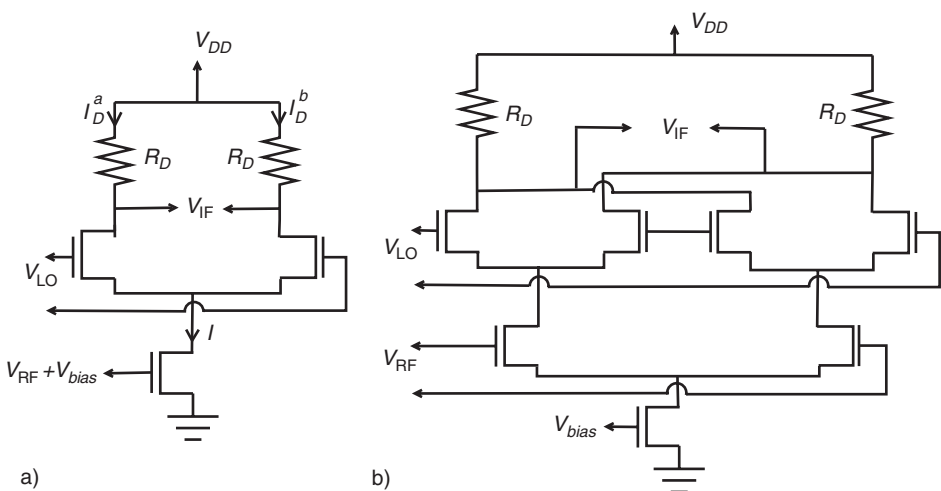 V_DD
I_D^a
I_D^b
R_D
R_D
V_IF
V_LO
I
V_RF + V_bias
a)
V_DD
R_D
R_D
V_IF
V_LO
V_RF
V_bias
b)